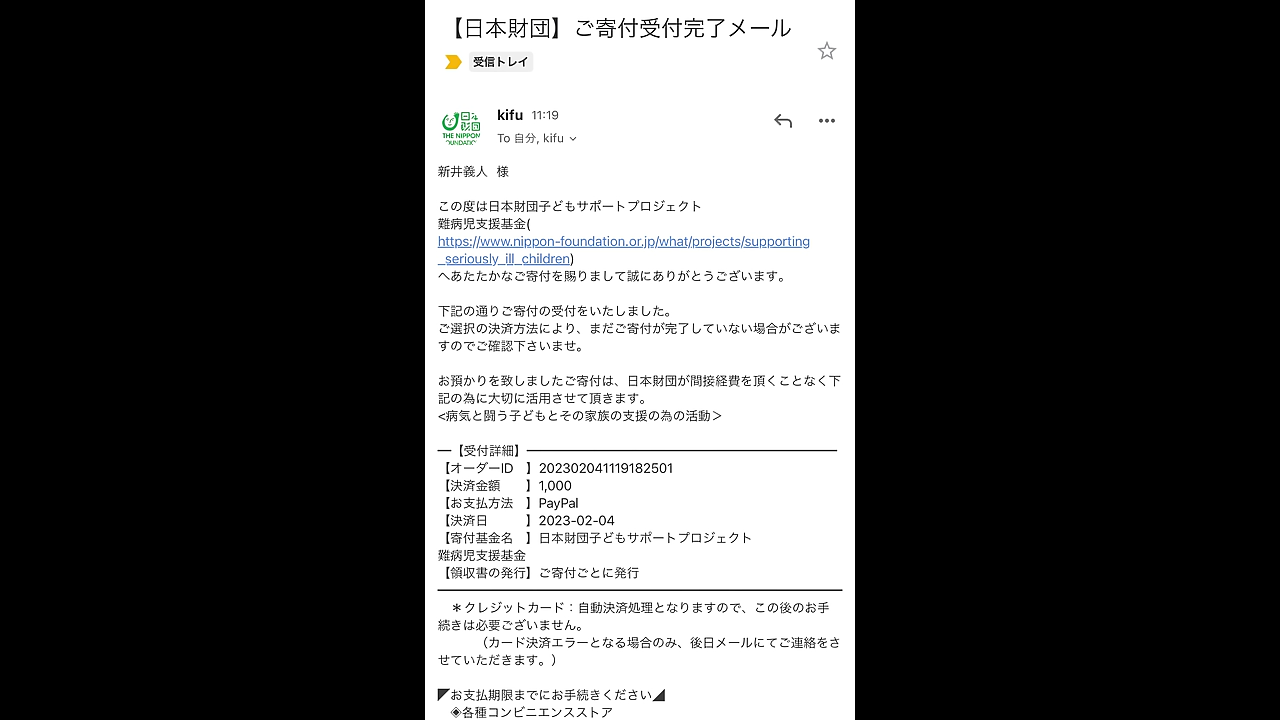 【日本財団】ご寄付受付完了メール
受信トレイ
日本財団
THE NIPPON
FOUNDATION
kifu 11:19
To 自分, kifu
新井義人 様
この度は日本財団子どもサポートプロジェクト
難病児支援基金(
https://www.nippon-foundation.or.jp/what/projects/supporting
_seriously_ill_children)
へあたたかなご寄付を賜りまして誠にありがとうございます。
下記の通りご寄付の受付をいたしました。
ご選択の決済方法により、まだご寄付が完了していない場合がございま
すのでご確認下さいませ。
お預かりを致しましたご寄付は、日本財団が間接経費を頂くことなく下
記の為に大切に活用させて頂きます。
<病気と闘う子どもとその家族の支援の為の活動＞
―【受付詳細】――――――――――――――――――
【オーダーID　】202302041119182501
【決済金額　　】1,000
【お支払方法　】PayPal
【決済日　　　】2023-02-04
【寄付基金名　】日本財団子どもサポートプロジェクト
難病児支援基金
【領収書の発行】ご寄付ごとに発行
＊クレジットカード：自動決済処理となりますので、この後のお手
続きは必要ございません。
（カード決済エラーとなる場合のみ、後日メールにてご連絡をさ
せていただきます。）
◤お支払期限までにお手続きください◢
◈各種コンビニエンスストア